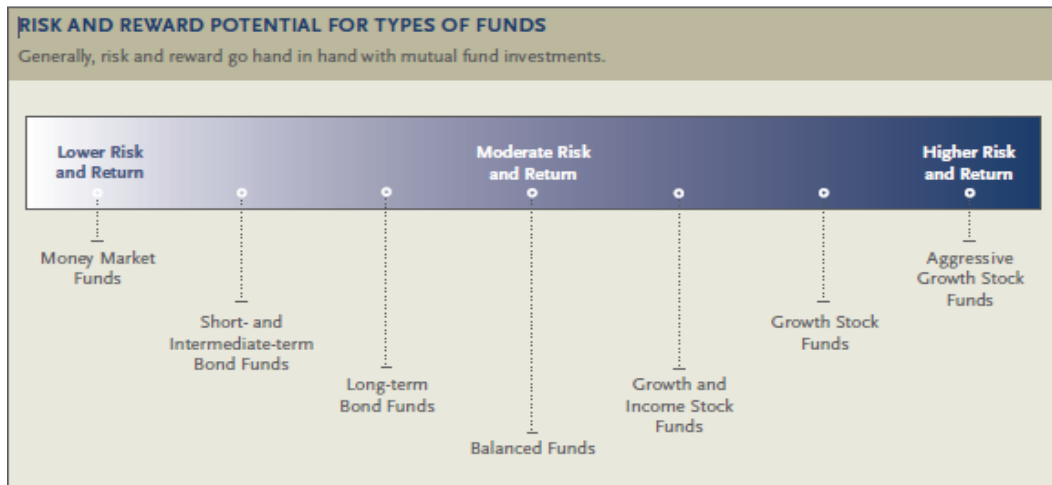 RISK AND REWARD POTENTIAL FOR TYPES OF FUNDS
Generally, risk and reward go hand in hand with mutual fund investments.
Lower Risk
and Return
Moderate Risk
and Return
Higher Risk
and Return
Money Market
Funds
Short- and
Intermediate-term
Bond Funds
Long-term
Bond Funds
Balanced Funds
Growth and
Income Stock
Funds
Growth Stock
Funds
Aggressive
Growth Stock
Funds